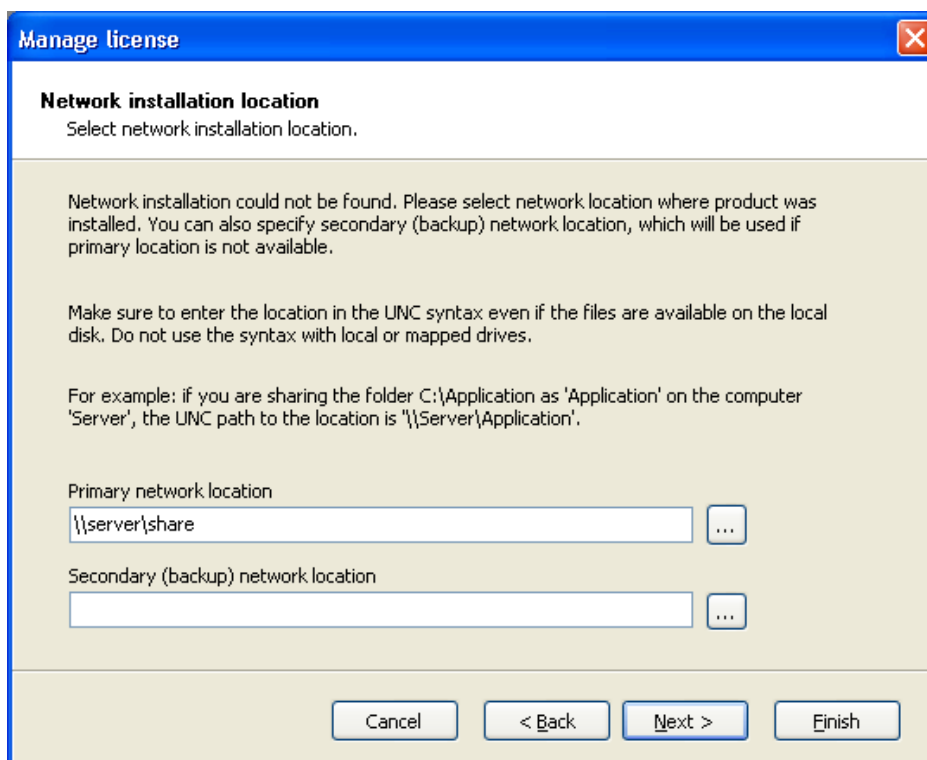 Manage license
Network installation location
Select network installation location.
Network installation could not be found. Please select network location where product was
installed. You can also specify secondary (backup) network location, which will be used if
primary location is not available.
Make sure to enter the location in the UNC syntax even if the files are available on the local
disk. Do not use the syntax with local or mapped drives.
For example: if you are sharing the folder C:\Application as 'Application' on the computer
'Server', the UNC path to the location is '\\Server\Application'.
Primary network location
\\server\share
...
Secondary (backup) network location
...
Cancel
< Back
Next >
Finish